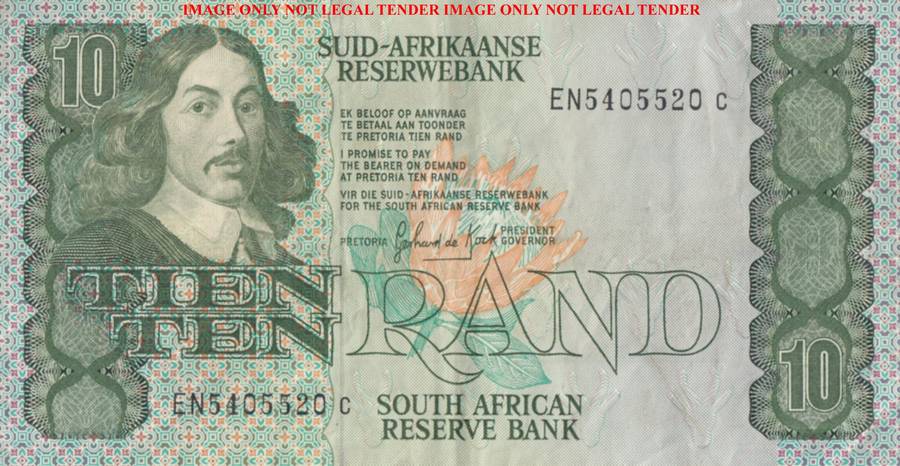 IMAGE ONLY NOT LEGAL TENDER IMAGE ONLY NOT LEGAL TENDER
10
SUID-AFRIKAANSE
RESERWEBANK
EN5405520 C
EK BELOOF OP AANVRAAG
TE BETAAL AAN TOONDER
TE PRETORIA TIEN RAND
I PROMISE TO PAY
THE BEARER ON DEMAND
AT PRETORIA TEN RAND
VIR DIE SUID-AFRIKAANSE RESERWEBANK
FOR THE SOUTH AFRICAN RESERVE BANK
PRETORIA Gerhard de Kock PRESIDENT
GOVERNOR
TIEN
TEN RAND
10
EN5405520 C
SOUTH AFRICAN
RESERVE BANK